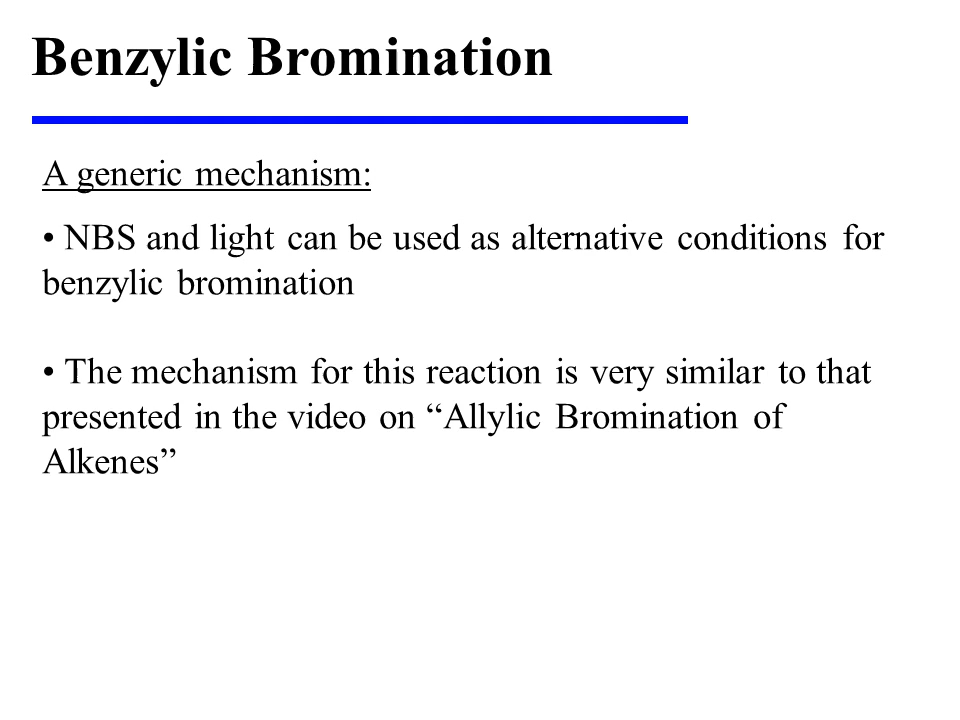 Benzylic Bromination
A generic mechanism:
• NBS and light can be used as alternative conditions for
benzylic bromination
• The mechanism for this reaction is very similar to that
presented in the video on “Allylic Bromination of
Alkenes”